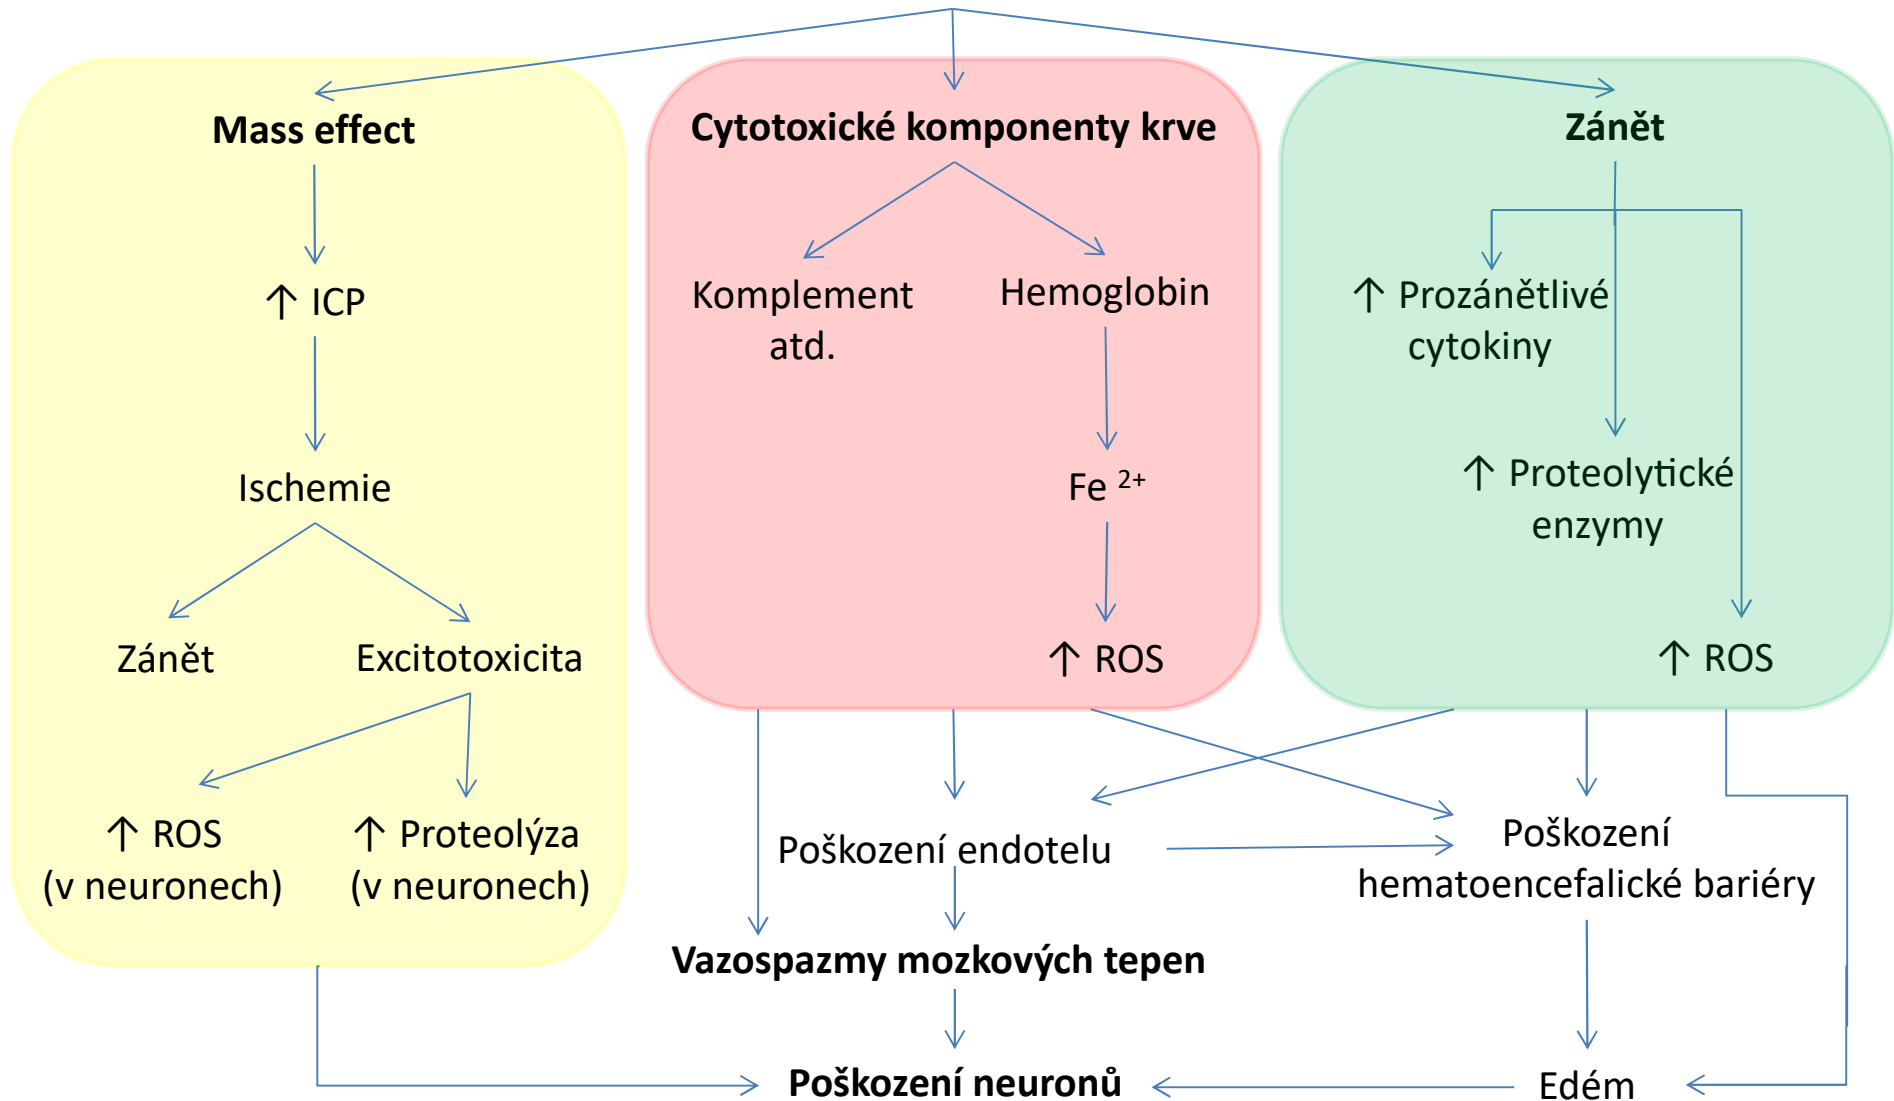 Mass effect
↑ ICP
Ischemie
Zánět
Excitotoxicita
↑ ROS
(v neuronech)
↑ Proteolýza
(v neuronech)
Cytotoxické komponenty krve
Komplement
atd.
Hemoglobin
Fe ²⁺
↑ ROS
Zánět
↑ Prozánětlivé
cytokiny
↑ Proteolytické
enzymy
↑ ROS
Poškození endotelu
Poškození
hematoencefalické bariéry
Vazospazmy mozkových tepen
Poškození neuronů
Edém